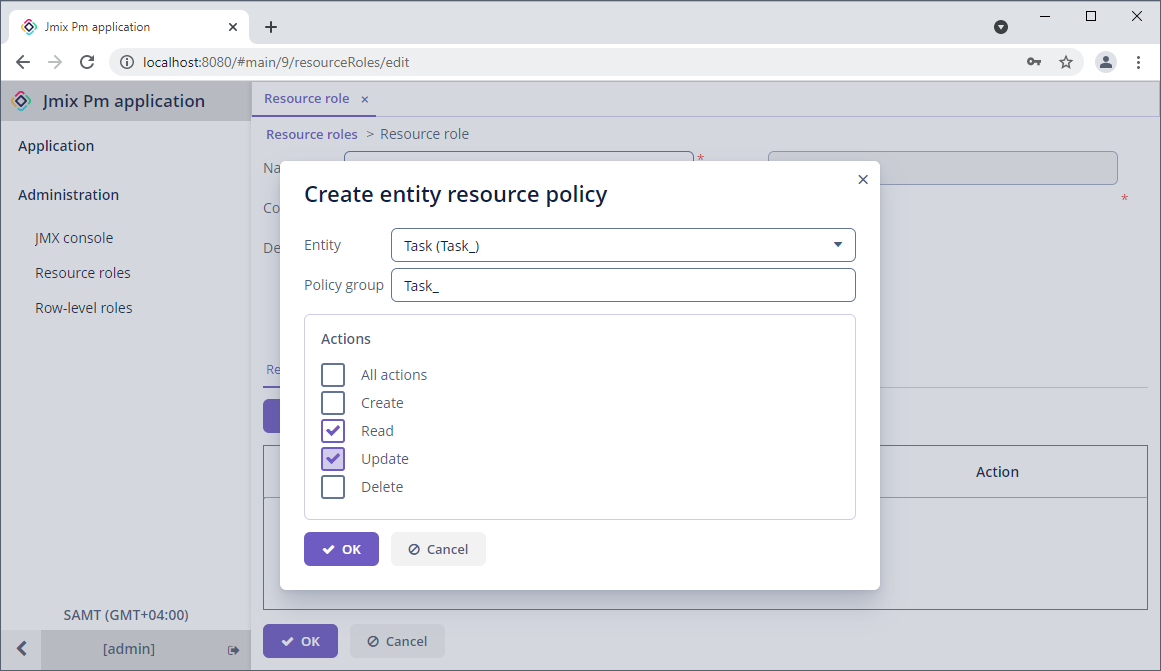 Jmix Pm application
localhost:8080/#main/9/resourceRoles/edit
Jmix Pm application
Resource role
Application
Resource roles > Resource role
Na
*
Administration
Co
*
De
JMX console
Resource roles
Row-level roles
Create entity resource policy
Entity
Task (Task_)
Policy group
Task_
Actions
All actions
Create
Read
Update
Delete
OK
Cancel
Re
Action
OK
Cancel
SAMT (GMT+04:00)
[admin]